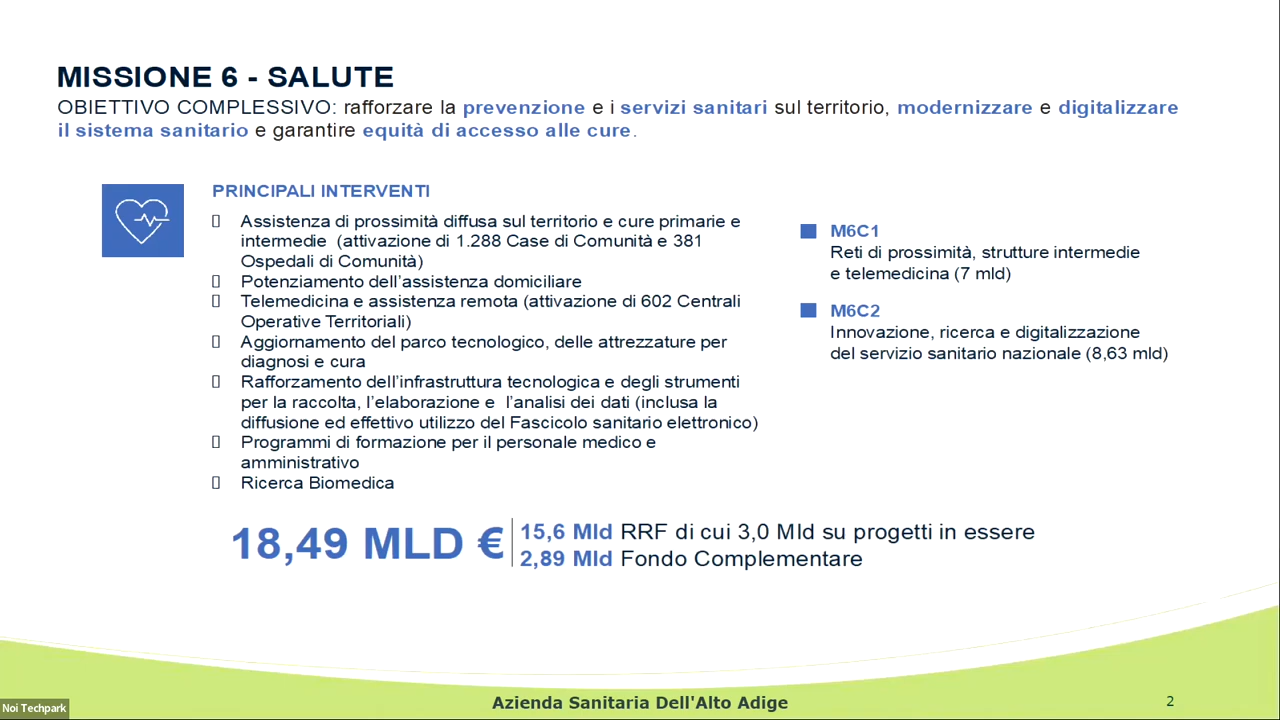 MISSIONE 6 - SALUTE
OBIETTIVO COMPLESSIVO: rafforzare la prevenzione e i servizi sanitari sul territorio, modernizzare e digitalizzare
il sistema sanitario e garantire equità di accesso alle cure.
PRINCIPALI INTERVENTI
Assistenza di prossimità diffusa sul territorio e cure primarie e
intermedie (attivazione di 1.288 Case di Comunità e 381
Ospedali di Comunità)
Potenziamento dell'assistenza domiciliare
Telemedicina e assistenza remota (attivazione di 602 Centrali
Operative Territoriali)
Aggiornamento del parco tecnologico, delle attrezzature per
diagnosi e cura
Rafforzamento dell'infrastruttura tecnologica e degli strumenti
per la raccolta, l'elaborazione e l'analisi dei dati (inclusa la
diffusione ed effettivo utilizzo del Fascicolo sanitario elettronico)
Programmi di formazione per il personale medico e
amministrativo
Ricerca Biomedica
M6C1
Reti di prossimità, strutture intermedie
e telemedicina (7 mld)
M6C2
Innovazione, ricerca e digitalizzazione
del servizio sanitario nazionale (8,63 mld)
18,49 MLD €
15,6 Mld RRF di cui 3,0 Mld su progetti in essere
2,89 Mld Fondo Complementare
Azienda Sanitaria Dell'Alto Adige
2
Noi Techpark